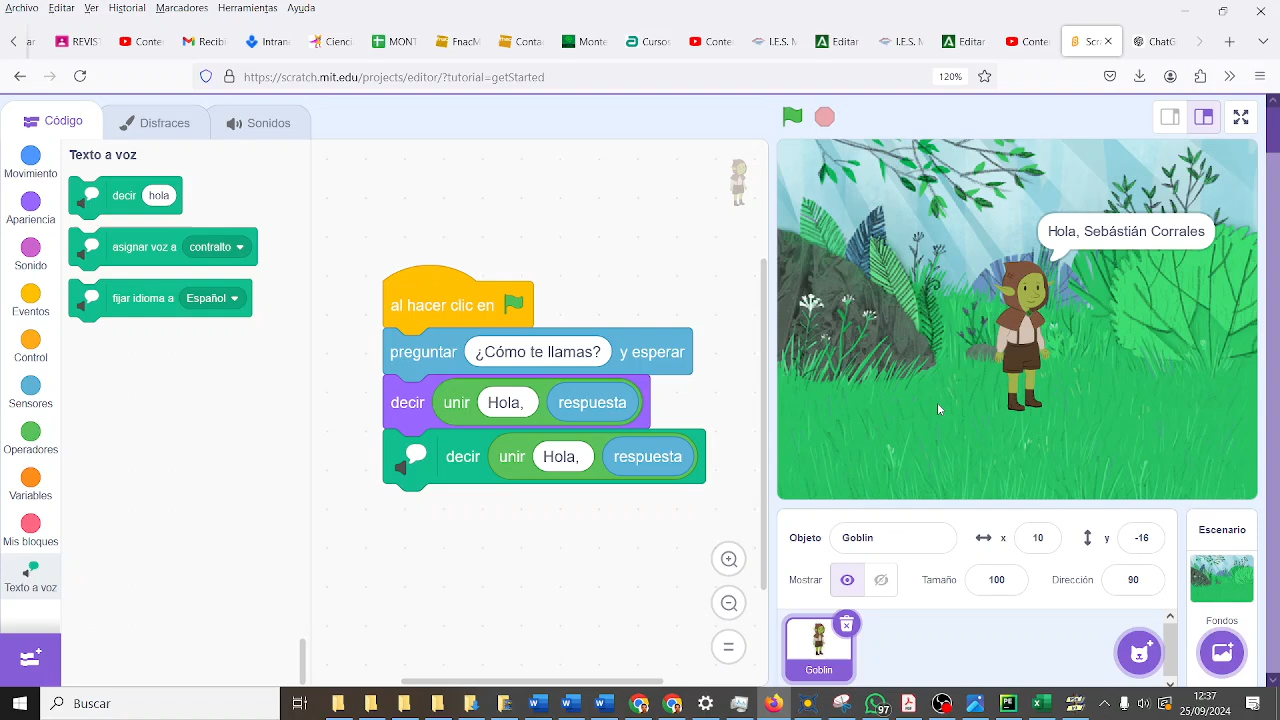 Archivo Editar Ver Historial Marcadores Herramientas Ayuda
er REVIS Conte Recibi Intran Cienci MONT FnacM Conta Monte Curso Conte I.E.S. M Editar I.E.S. M Editar Conte Scr ChatG
https://scratch.mit.edu/projects/editor/?tutorial=getStarted 120%
Código Disfraces Sonidos
Movimiento
Apariencia
Sonido
Eventos
Control
Sensores
Operadores
Variables
Mis bloques
Texto a voz
Texto a voz
decir hola
asignar voz a contralto
fijar idioma a Español
al hacer clic en
preguntar ¿Cómo te llamas? y esperar
decir unir Hola, respuesta
decir unir Hola, respuesta
Hola, Sebástián Corrales
Objeto Goblin x 10 y -16
Mostrar Tamaño 100 Dirección 90
Goblin
Escenario
Fondos
Buscar
97
12:37
25/09/2024